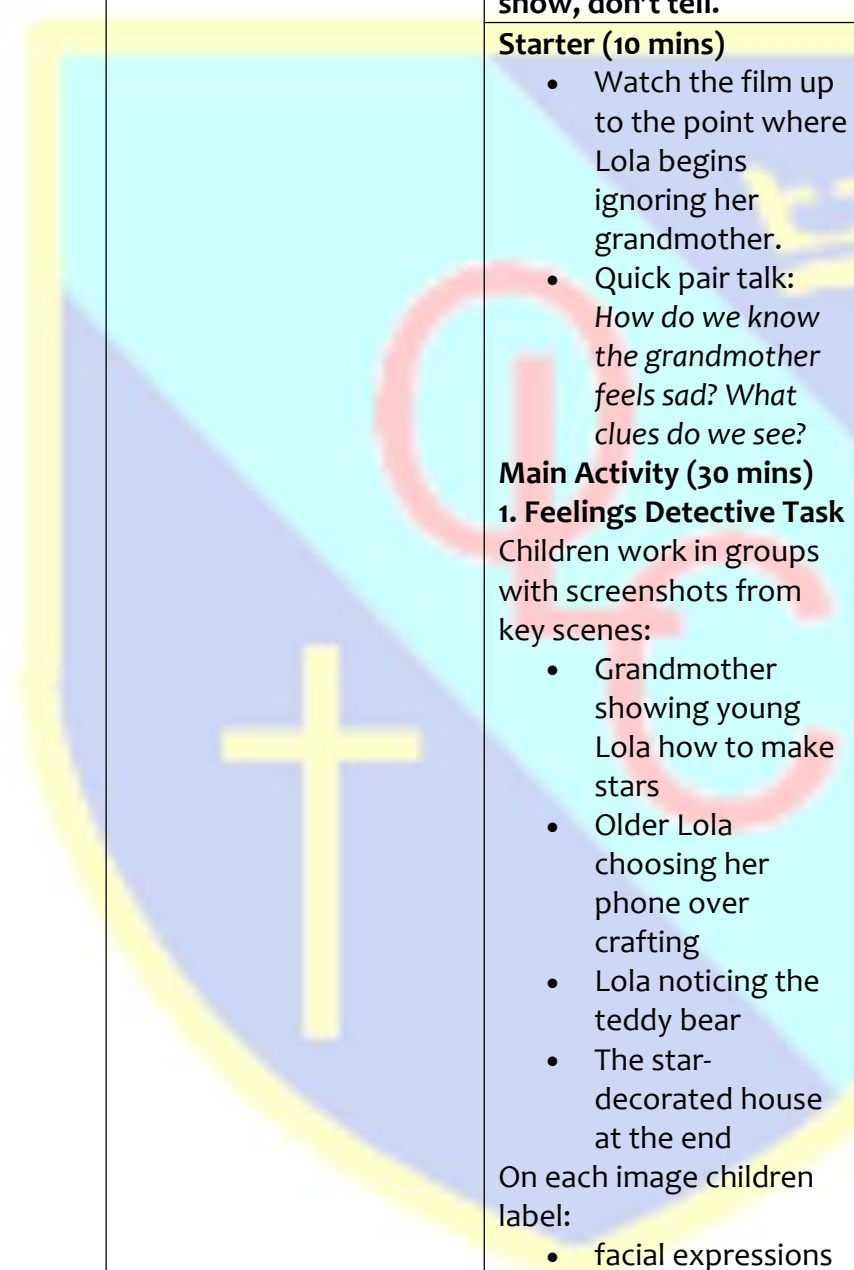 show, don't tell.
Starter (10 mins)
• Watch the film up
to the point where
Lola begins
ignoring her
grandmother.
• Quick pair talk:
How do we know
the grandmother
feels sad? What
clues do we see?
Main Activity (30 mins)
1. Feelings Detective Task
Children work in groups
with screenshots from
key scenes:
• Grandmother
showing young
Lola how to make
stars
• Older Lola
choosing her
phone over
crafting
• Lola noticing the
teddy bear
• The star-
decorated house
at the end
On each image children
label:
• facial expressions